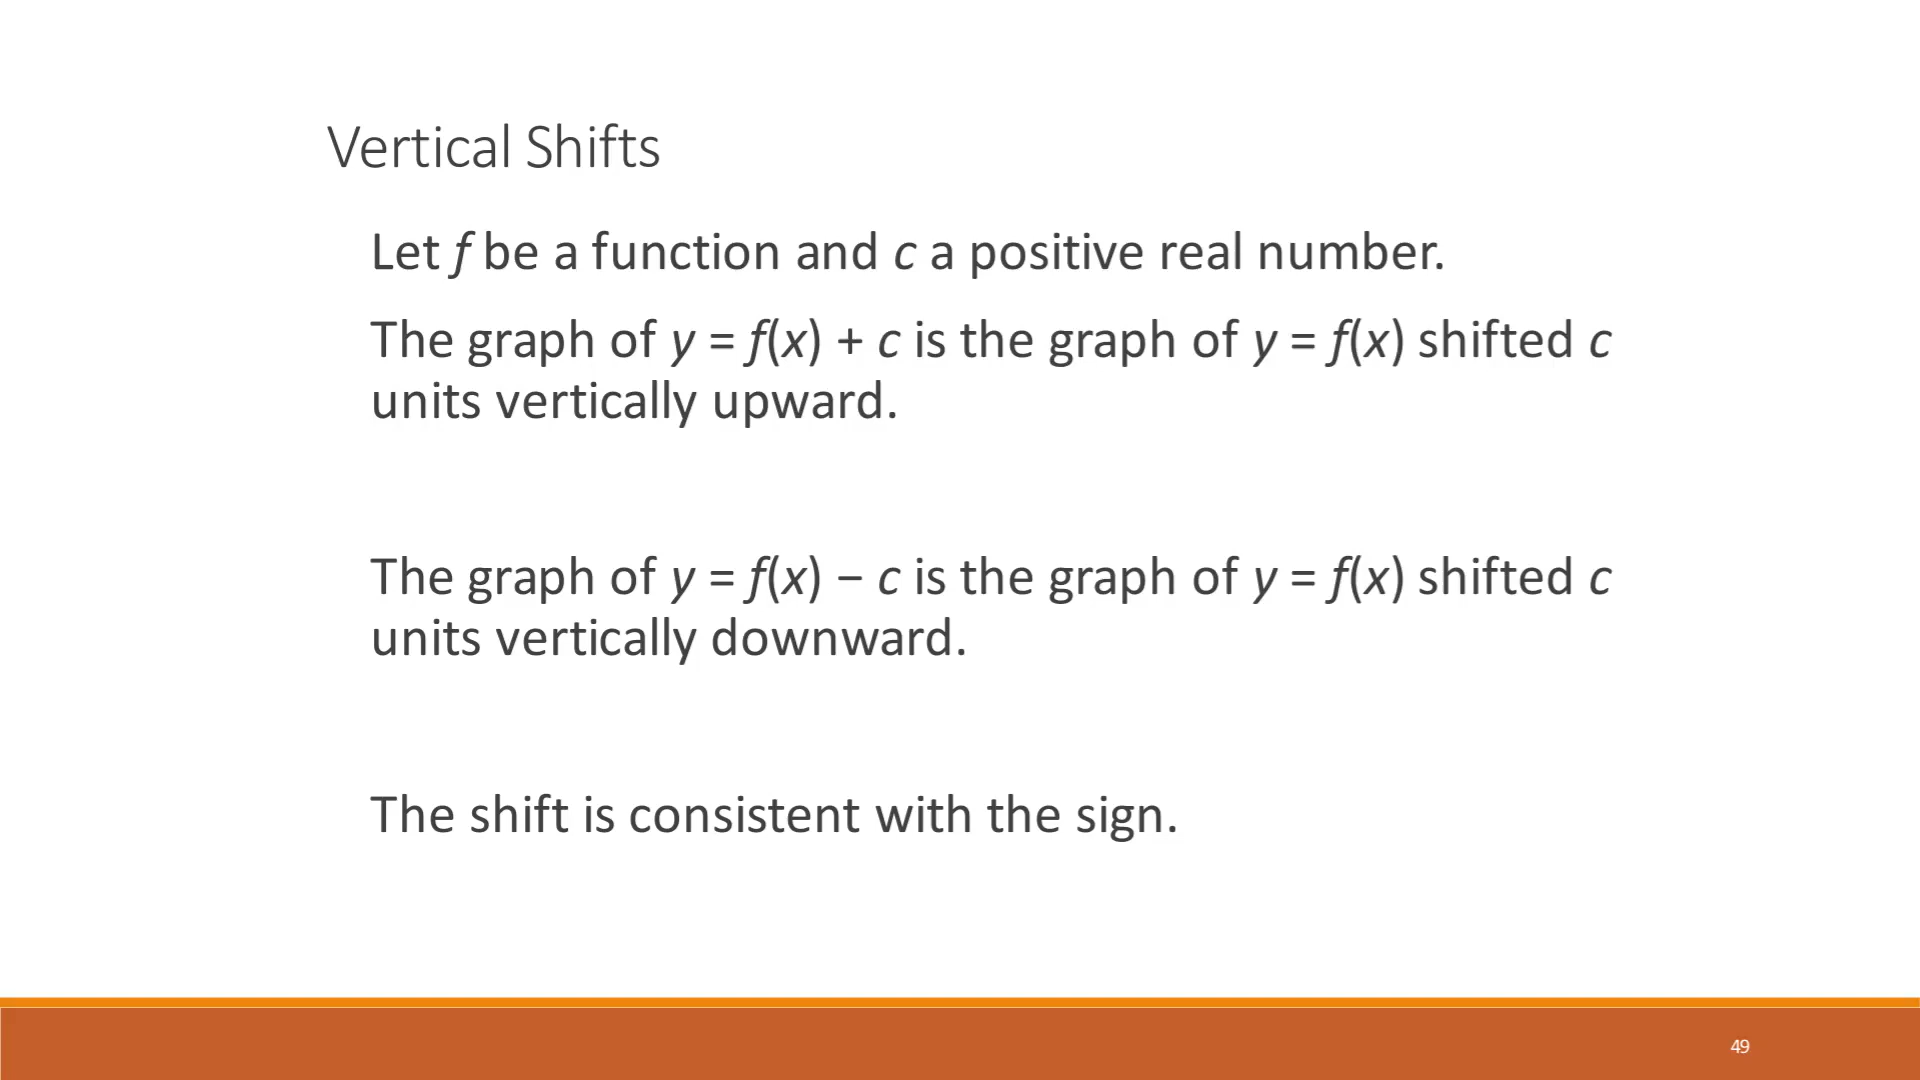 Vertical Shifts
Let f be a function and c a positive real number.
The graph of y = f(x) + c is the graph of y = f(x) shifted c
units vertically upward.
The graph of y = f(x) − c is the graph of y = f(x) shifted c
units vertically downward.
The shift is consistent with the sign.
49